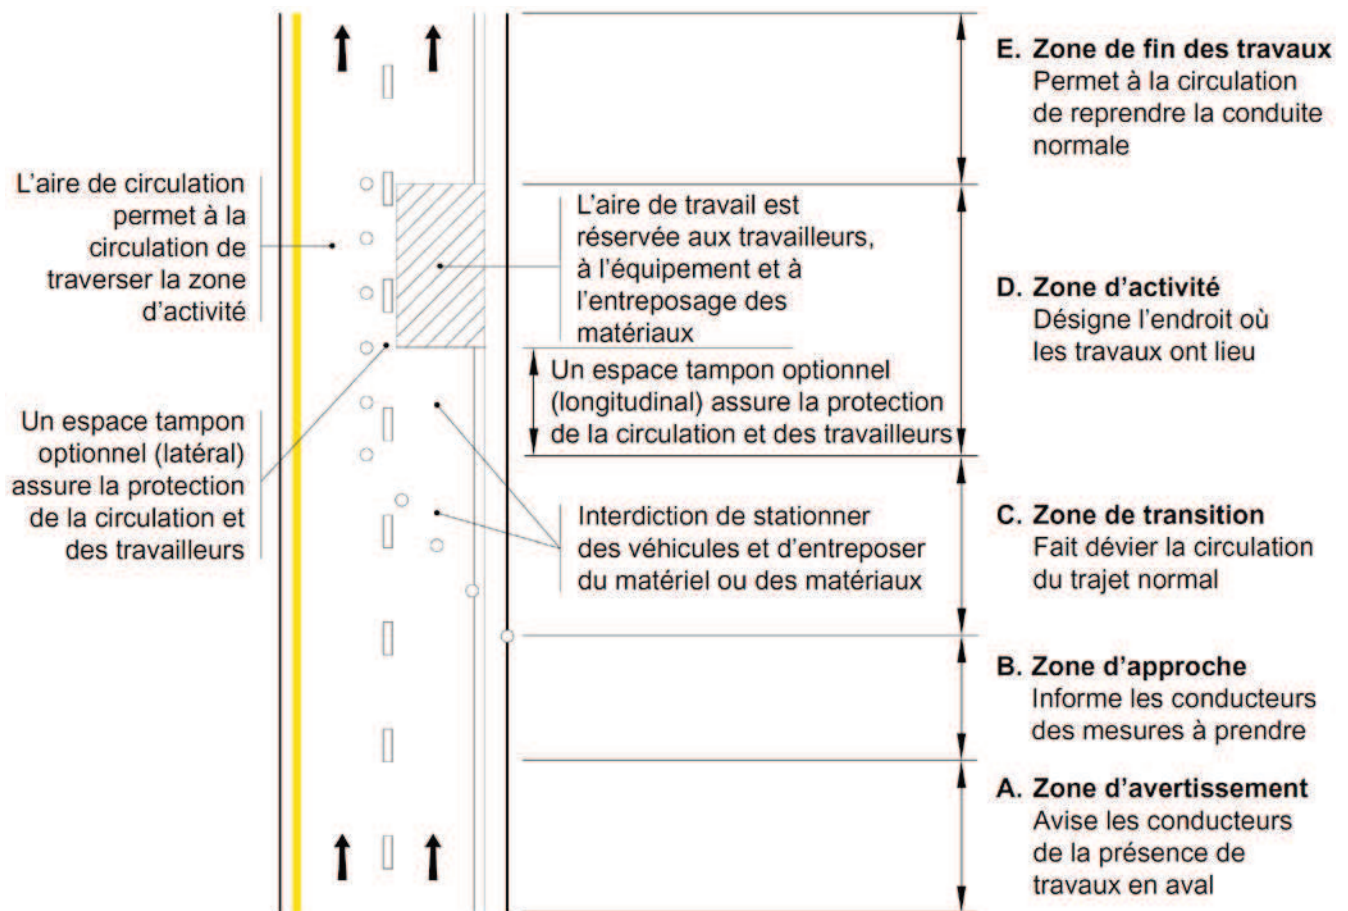 E. Zone de fin des travaux
Permet à la circulation
de reprendre la conduite
normale
L'aire de circulation
permet à la
circulation de
traverser la zone
d'activité
L'aire de travail est
réservée aux travailleurs,
à l'équipement et à
l'entreposage des
matériaux
D. Zone d'activité
Désigne l'endroit où
les travaux ont lieu
Un espace tampon optionnel
(longitudinal) assure la protection
de la circulation et des travailleurs
Un espace tampon
optionnel (latéral)
assure la protection
de la circulation et
des travailleurs
Interdiction de stationner
des véhicules et d'entreposer
du matériel ou des matériaux
C. Zone de transition
Fait dévier la circulation
du trajet normal
B. Zone d'approche
Informe les conducteurs
des mesures à prendre
A. Zone d'avertissement
Avise les conducteurs
de la présence de
travaux en aval